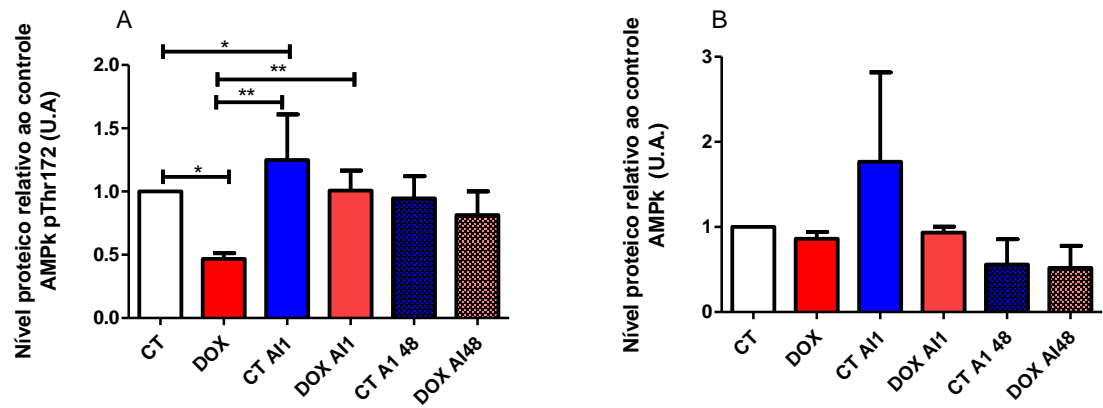 A
Nível proteico relativo ao controle
AMPk pThr172 (U.A)
2.0
1.5
1.0
0.5
0.0
*
**
**
*
CT
DOX
CT AI1
DOX AI1
CT A1 48
DOX AI48
B
Nível proteico relativo ao controle
AMPk (U.A.)
3
2
1
0
CT
DOX
CT AI1
DOX AI1
CT A1 48
DOX AI48